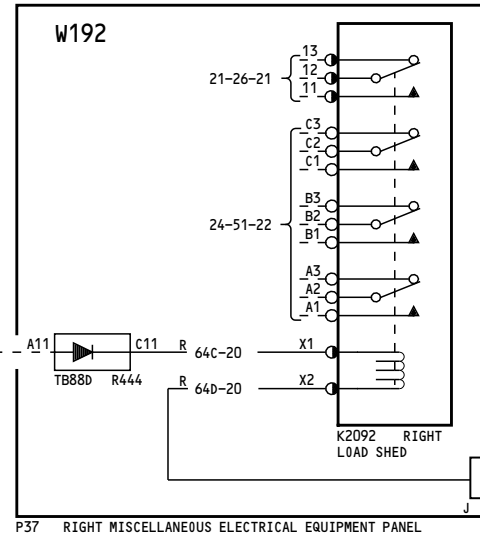 W192
13
21-26-21
12
11
C3
C2
C1
B3
24-51-22
B2
B1
A3
A2
A1
A11
C11
R
64C-20
X1
TB88D
R444
R
64D-20
X2
K2092
RIGHT
LOAD SHED
J
P37 RIGHT MISCELLANEOUS ELECTRICAL EQUIPMENT PANEL